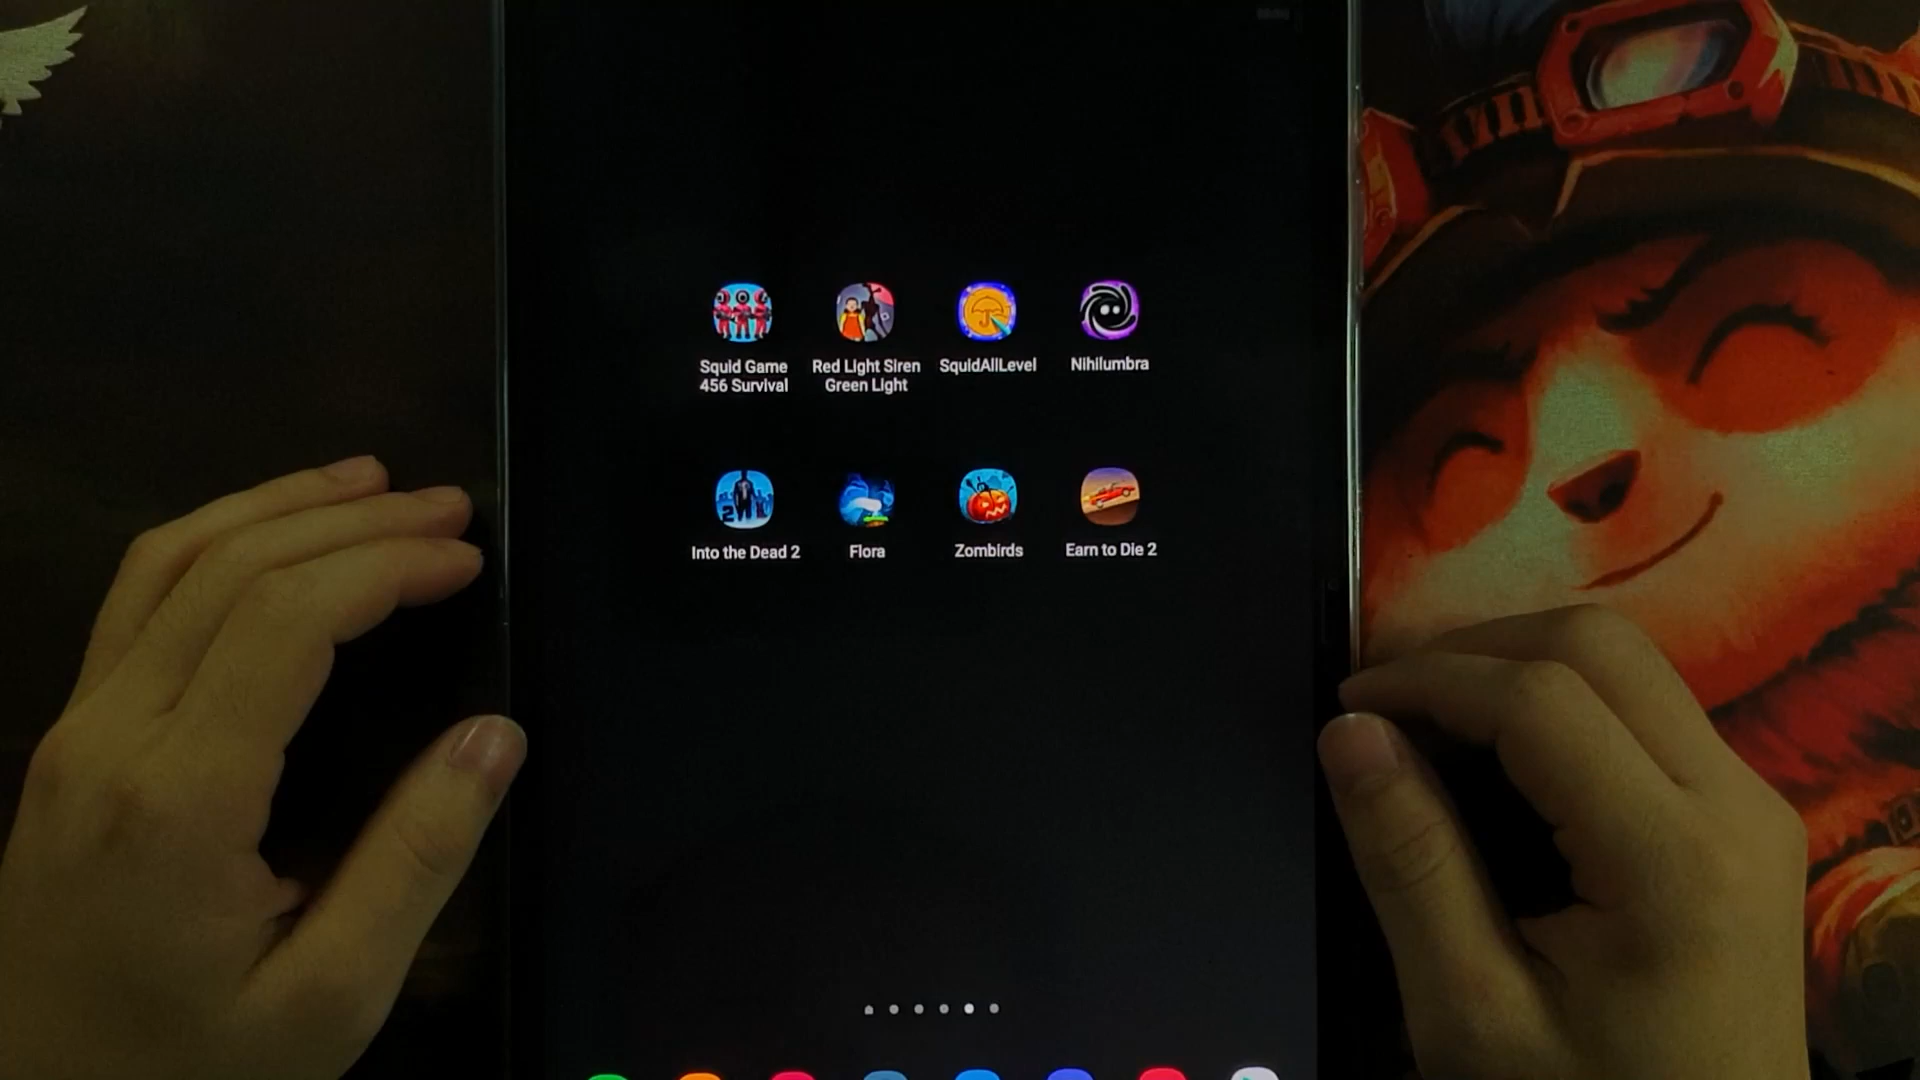 Squid Game
456 Survival
Red Light Siren
Green Light
SquidAllLevel
Nihilumbra
Into the Dead 2
Flora
Zombirds
Earn to Die 2